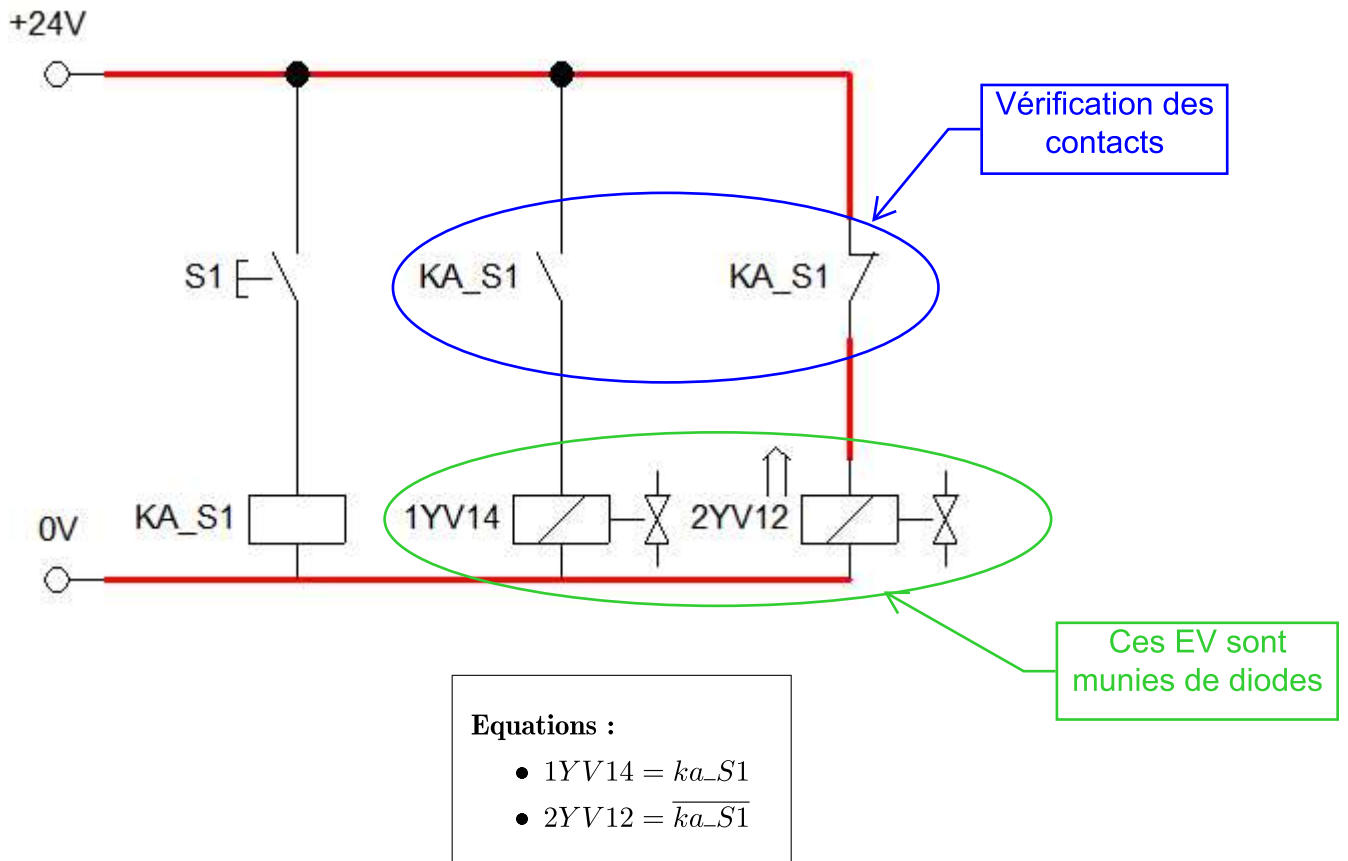 +24V
Vérification des
contacts
S1
KA_S1
KA_S1
0V
KA_S1
1YV14
2YV12
Ces EV sont
munies de diodes
Equations :
• 1YV14 = ka_S1
• 2YV12 = \overline{ka_S1}